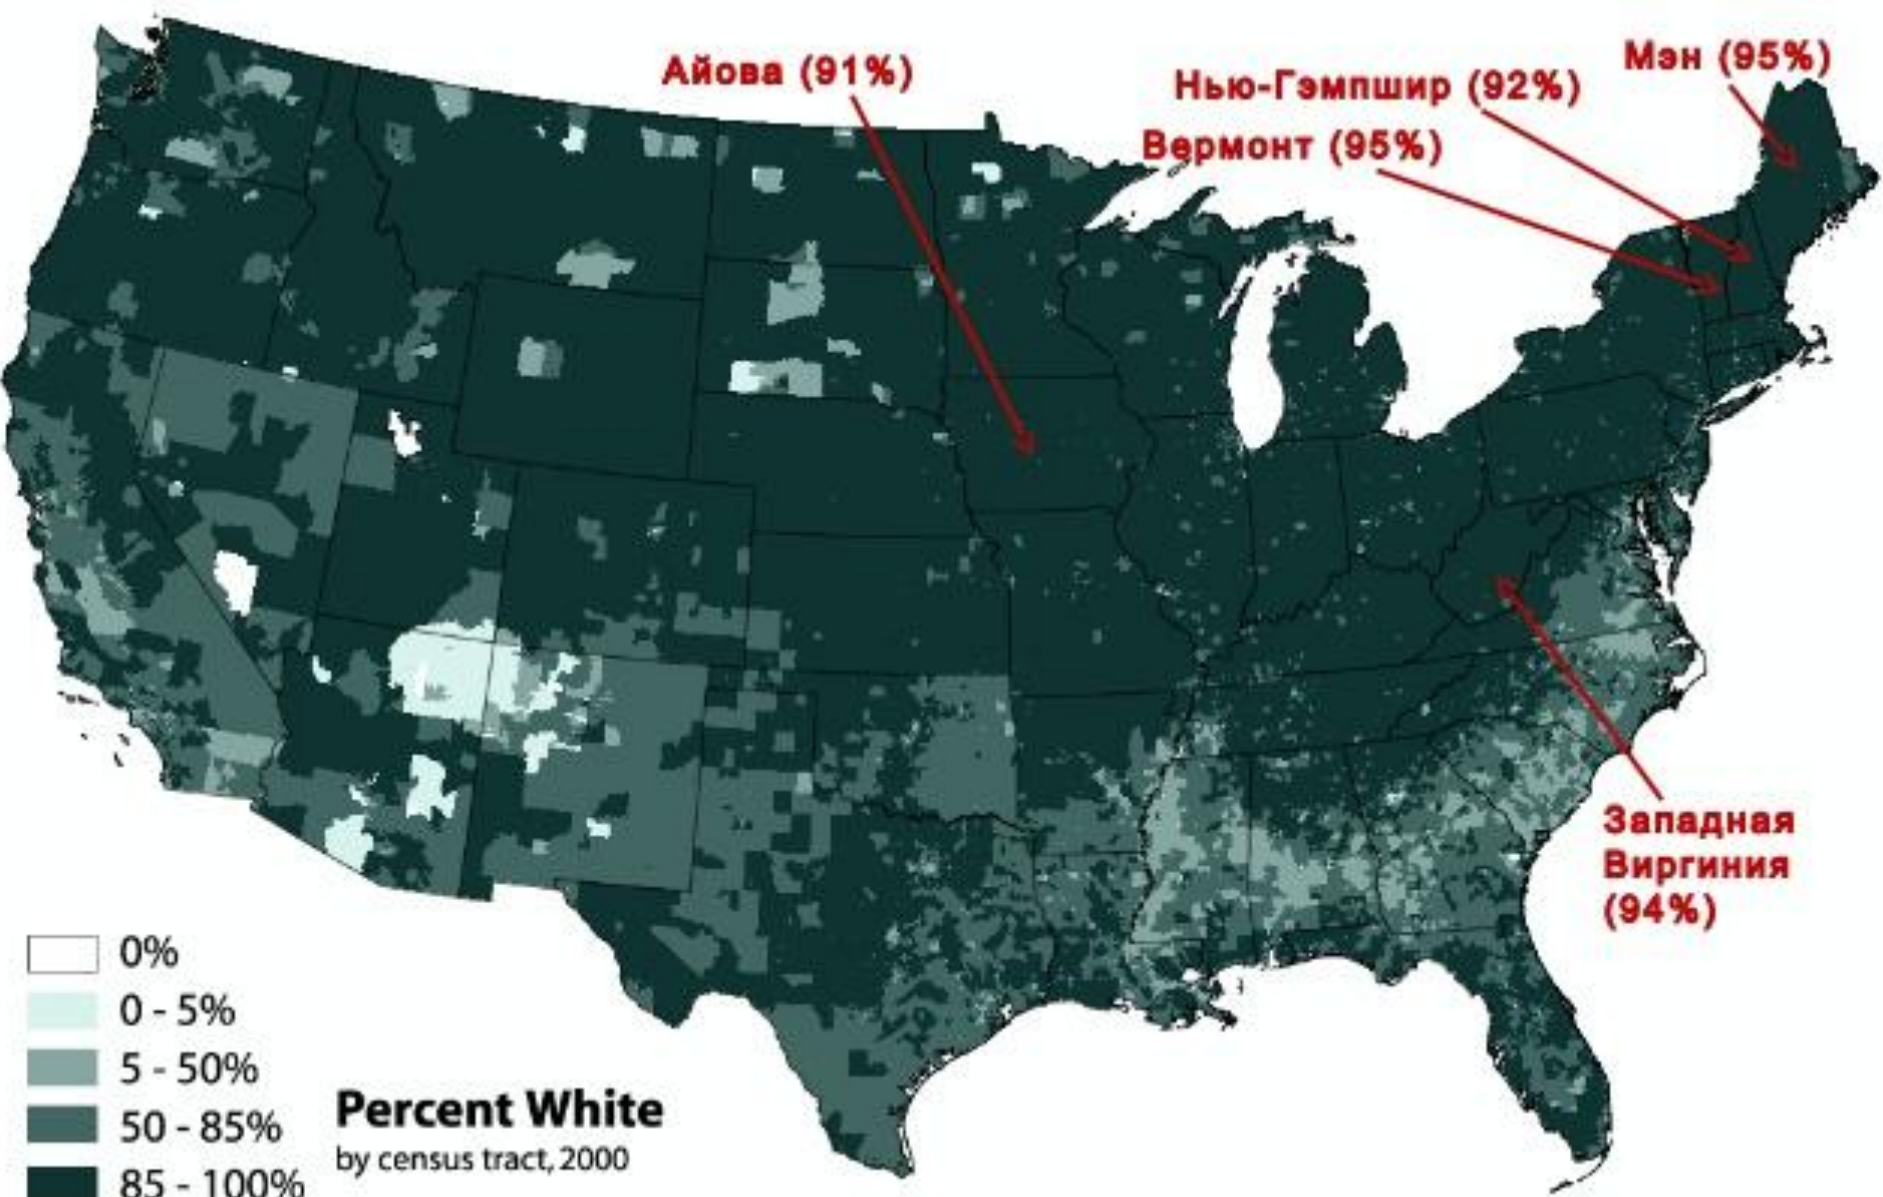 Айова (91%)
Нью-Гэмпшир (92%)
Мэн (95%)
Вермонт (95%)
Западная
Виргиния
(94%)
0%
0 - 5%
5 - 50%
50 - 85%
85 - 100%
Percent White
by census tract, 2000